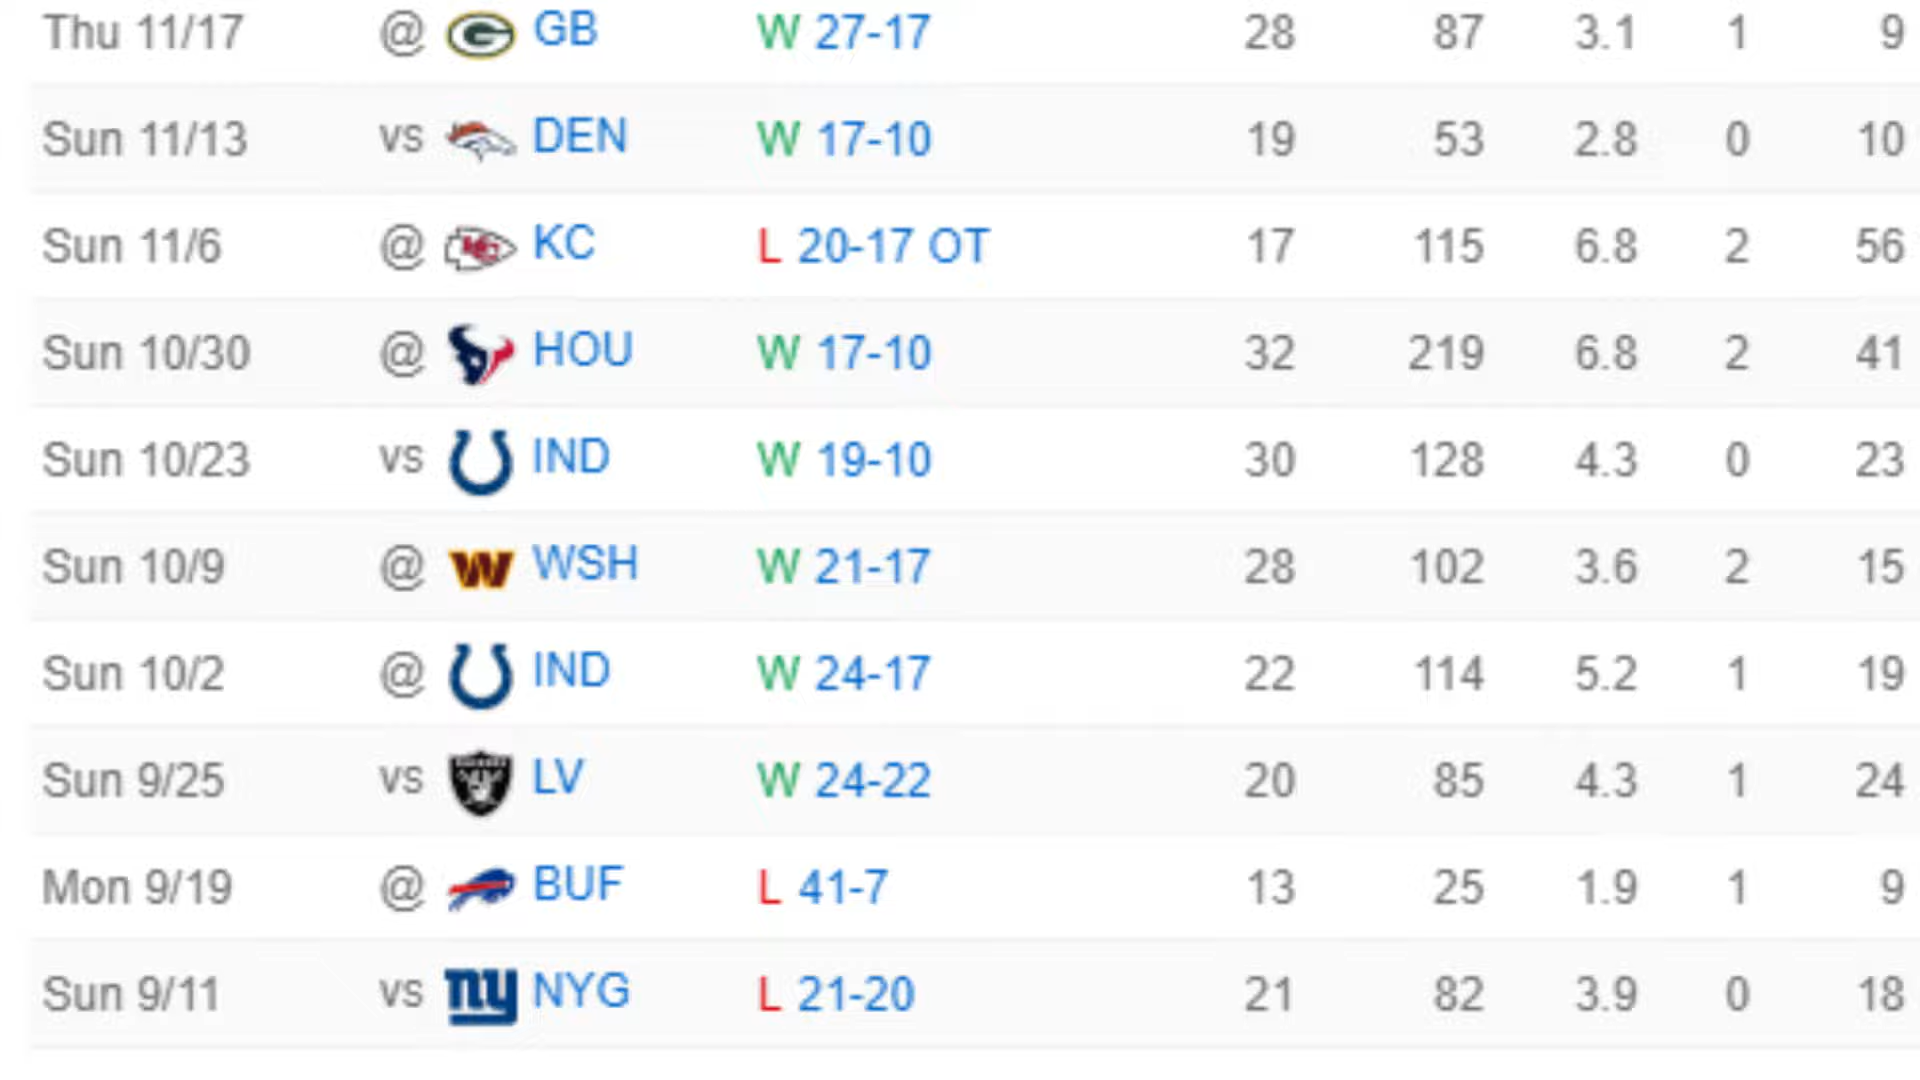 Thu 11/17 @ GB W 27-17 28 87 3.1 1 9
Sun 11/13 vs DEN W 17-10 19 53 2.8 0 10
Sun 11/6 @ KC L 20-17 OT 17 115 6.8 2 56
Sun 10/30 @ HOU W 17-10 32 219 6.8 2 41
Sun 10/23 vs IND W 19-10 30 128 4.3 0 23
Sun 10/9 @ W WSH W 21-17 28 102 3.6 2 15
Sun 10/2 @ IND W 24-17 22 114 5.2 1 19
Sun 9/25 vs LV W 24-22 20 85 4.3 1 24
Mon 9/19 @ BUF L 41-7 13 25 1.9 1 9
Sun 9/11 vs ny NYG L 21-20 21 82 3.9 0 18